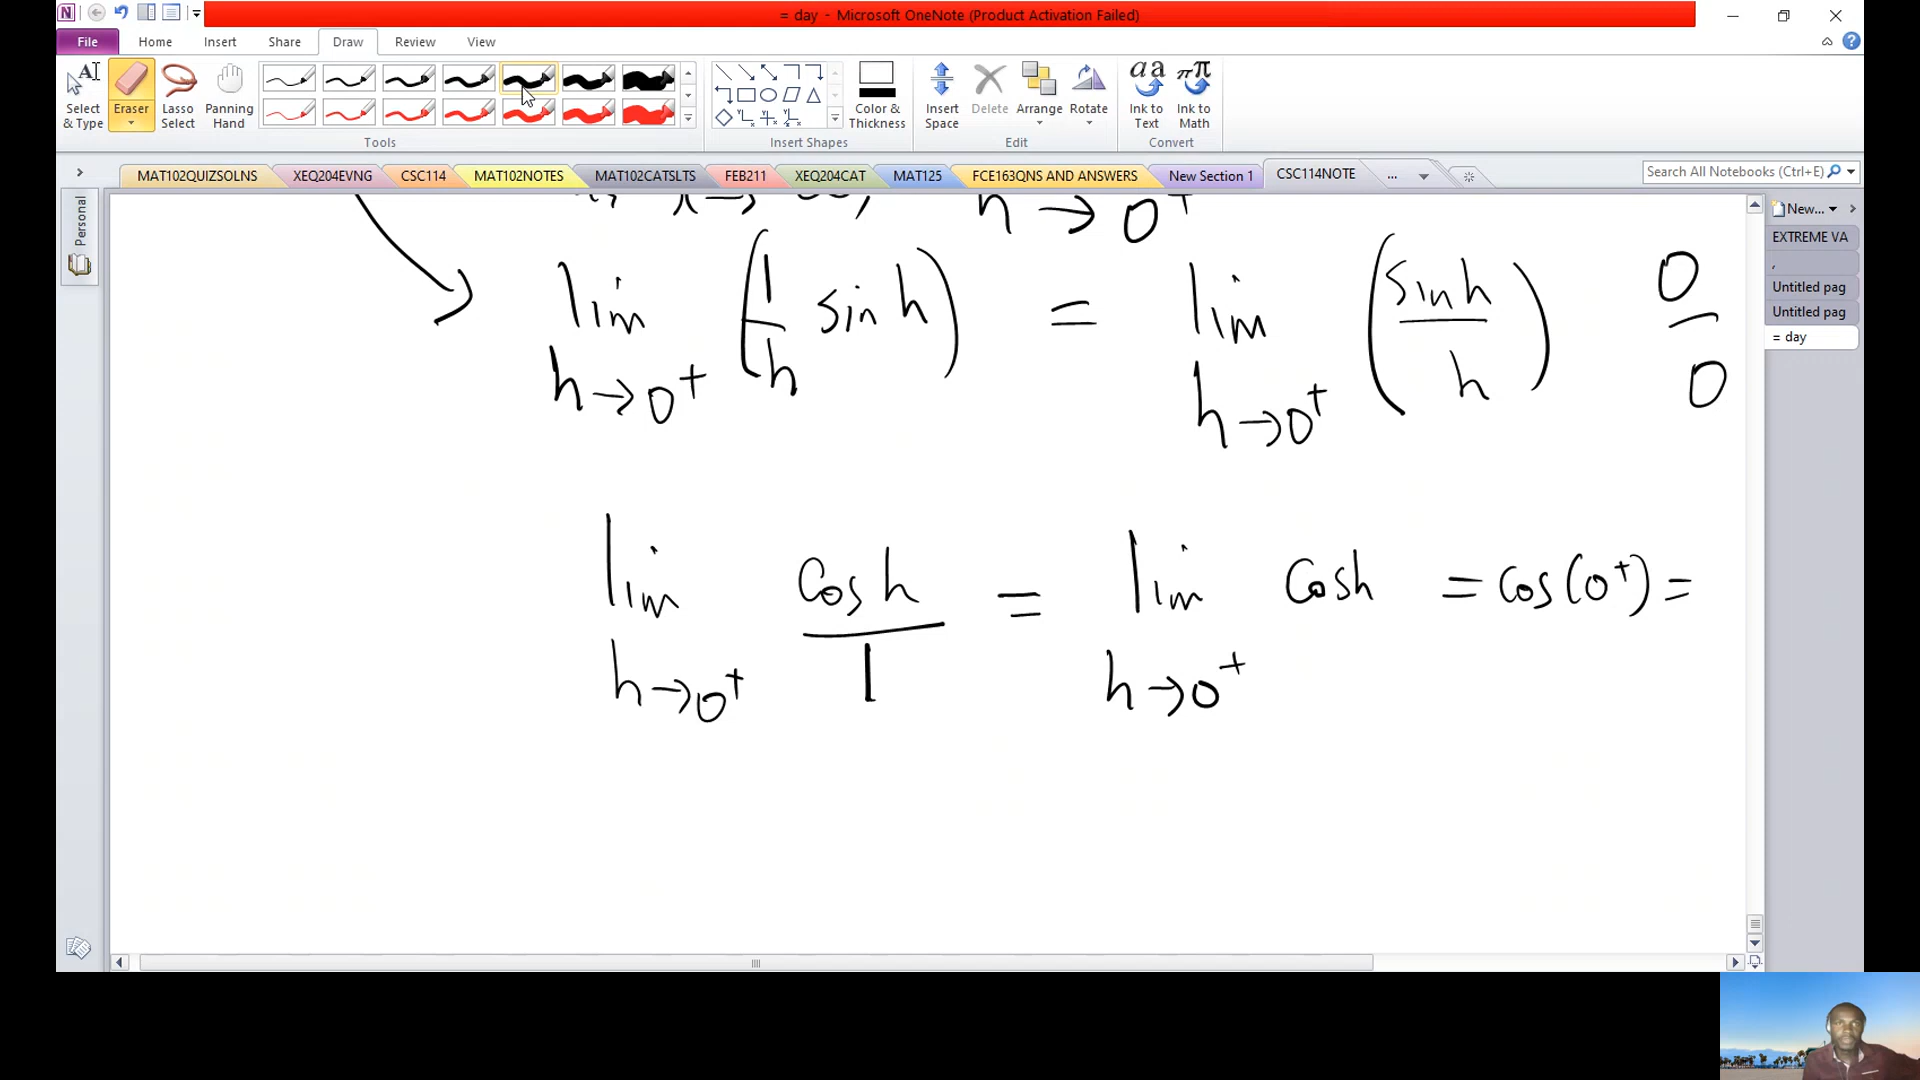 = day - Microsoft OneNote (Product Activation Failed)
File Home Insert Share Draw Review View
Select & Type Eraser Lasso Select Panning Hand Color & Thickness Insert Space Delete Arrange Rotate Ink to Text Ink to Math
Tools Insert Shapes Edit Convert
MAT102QUIZSOLNS XEQ204EVNG CSC114 MAT102NOTES MAT102CATSLTS FEB211 XEQ204CAT MAT125 FCE163QNS AND ANSWERS New Section 1 CSC114NOTE ... Search All Notebooks (Ctrl+E)
Personal
New...
EXTREME VA
,
Untitled pag
Untitled pag
= day
h → 0⁺
lim h→0⁺ (1/h sin h) = lim h→0⁺ (sin h / h) 0/0
lim h→0⁺ Cos h / 1 = lim h→0⁺ Cosh = Cos(0⁺) =